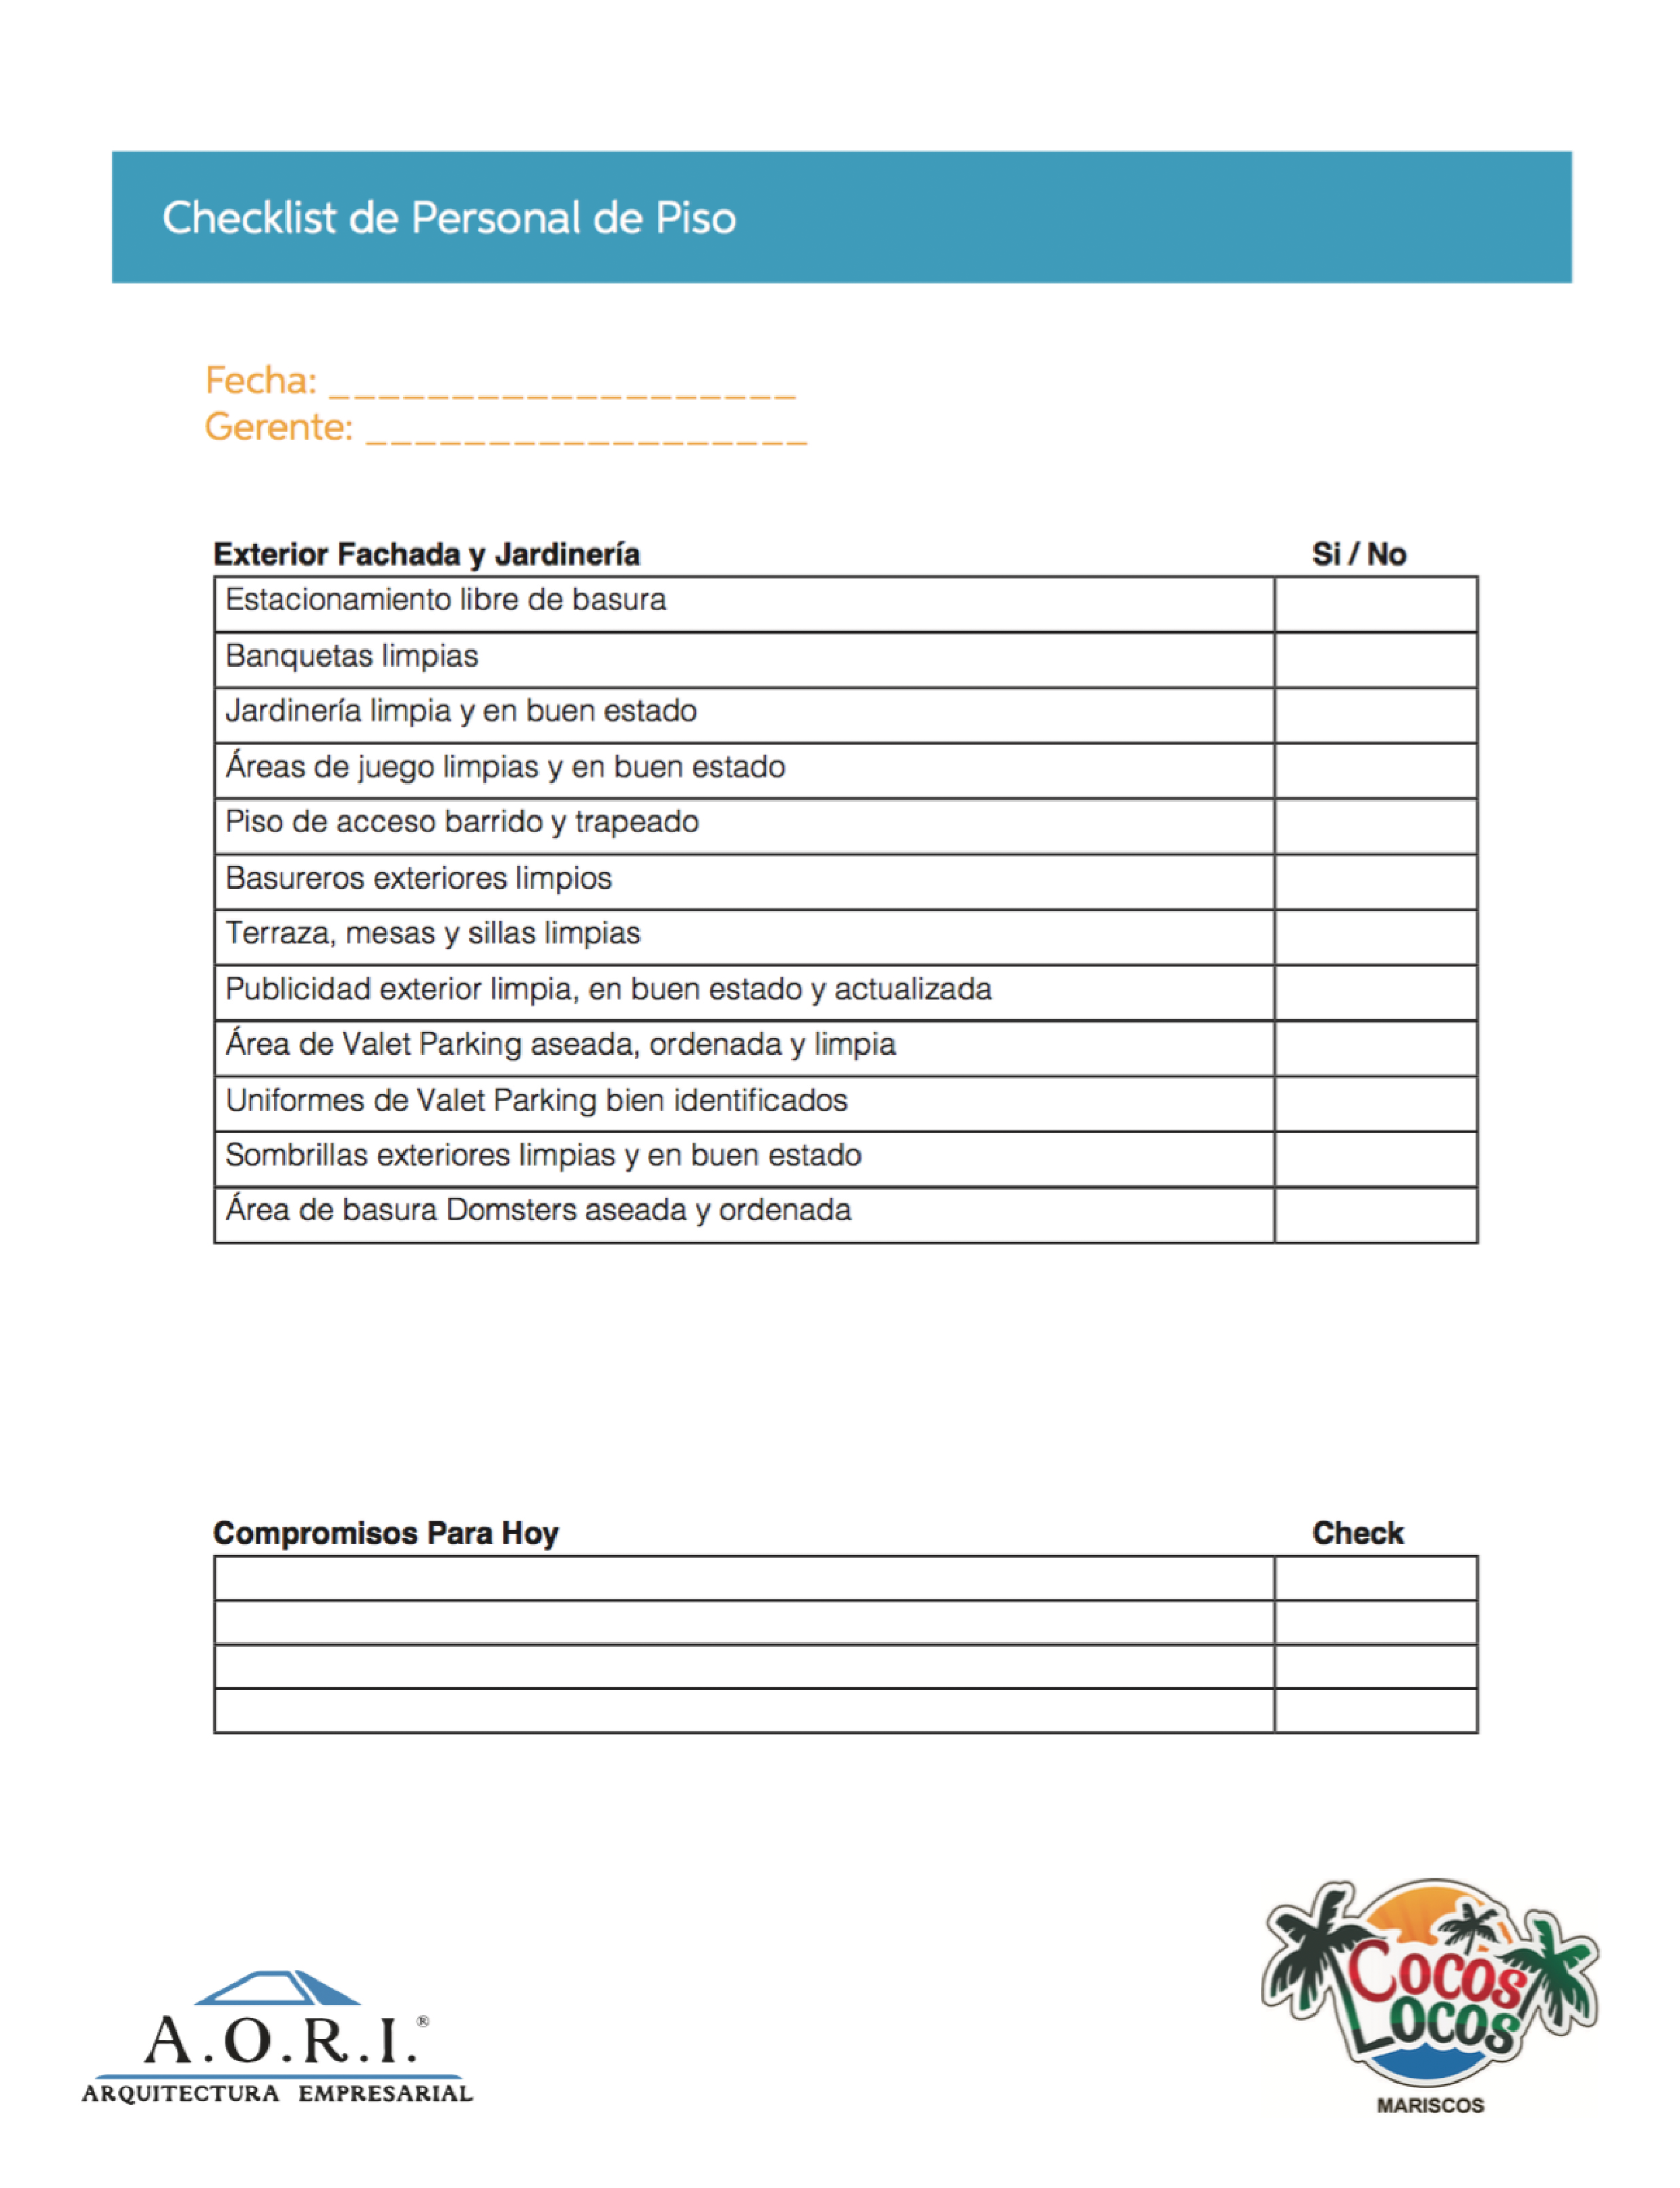 Checklist de Personal de Piso
Fecha: ___________________
Gerente: __________________
Exterior Fachada y Jardinería Si / No
Estacionamiento libre de basura
Banquetas limpias
Jardinería limpia y en buen estado
Áreas de juego limpias y en buen estado
Piso de acceso barrido y trapeado
Basureros exteriores limpios
Terraza, mesas y sillas limpias
Publicidad exterior limpia, en buen estado y actualizada
Área de Valet Parking aseada, ordenada y limpia
Uniformes de Valet Parking bien identificados
Sombrillas exteriores limpias y en buen estado
Área de basura Domsters aseada y ordenada
Compromisos Para Hoy Check
A.O.R.I.®
ARQUITECTURA EMPRESARIAL
Cocos
Locos
MARISCOS